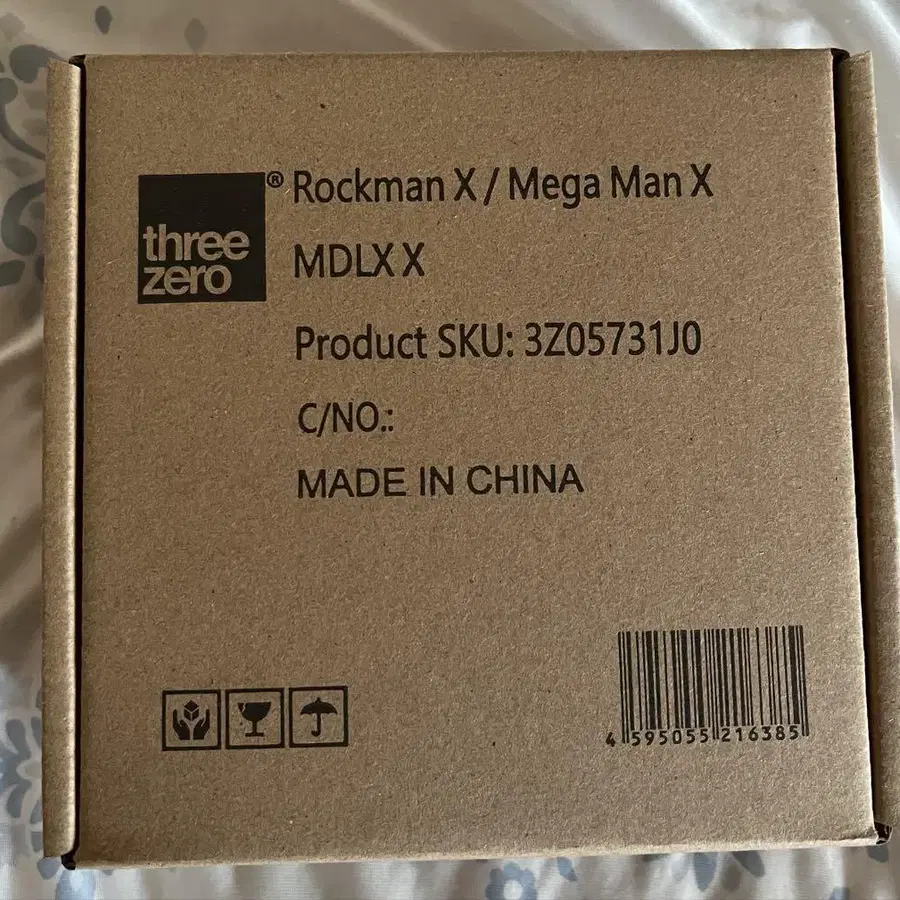 three
zero
®
Rockman X / Mega Man X
MDLX X
Product SKU: 3Z05731J0
C/NO.:
MADE IN CHINA
4 595055 216385